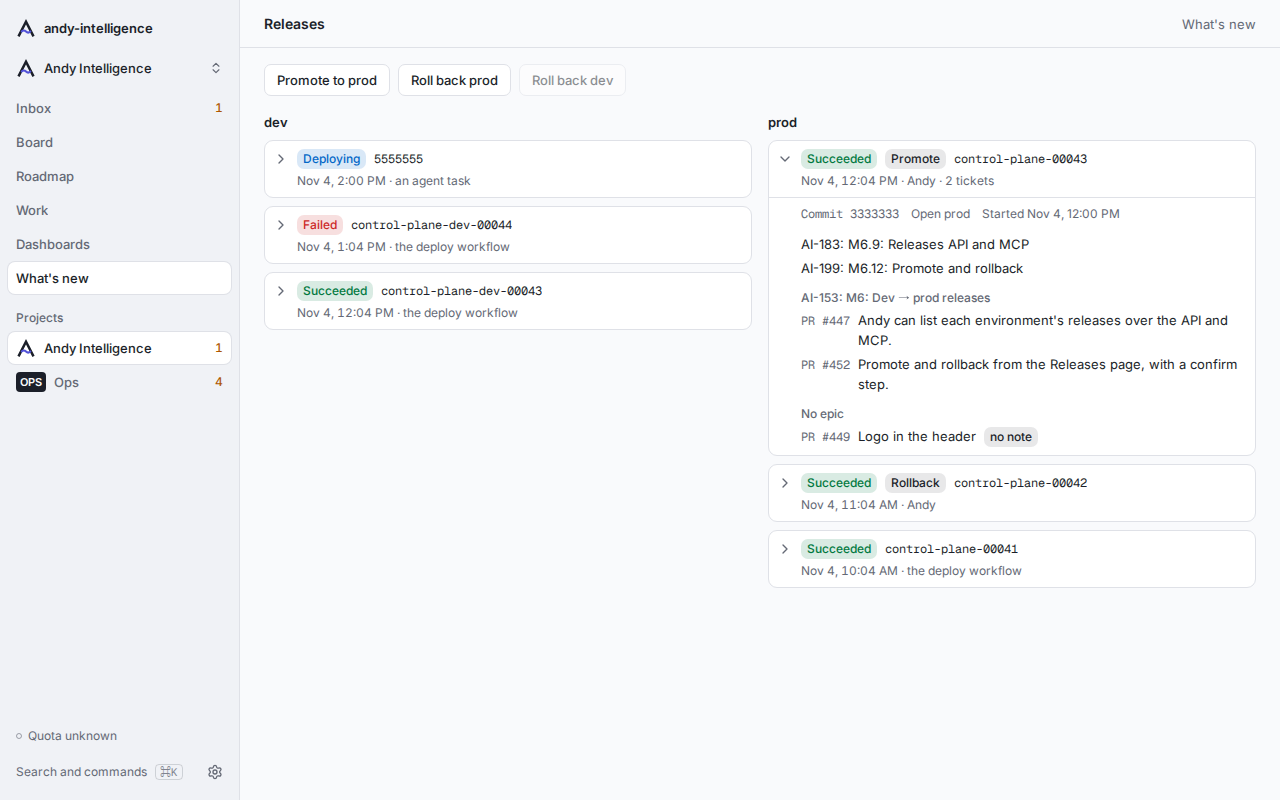 andy-intelligence
Andy Intelligence
Inbox 1
Board
Roadmap
Work
Dashboards
What's new
Projects
Andy Intelligence 1
OPS Ops 4
Quota unknown
Search and commands ⌘K
Releases
What's new
Promote to prod Roll back prod Roll back dev
dev
Deploying 5555555
Nov 4, 2:00 PM · an agent task
Failed control-plane-dev-00044
Nov 4, 1:04 PM · the deploy workflow
Succeeded control-plane-dev-00043
Nov 4, 12:04 PM · the deploy workflow
prod
Succeeded Promote control-plane-00043
Nov 4, 12:04 PM · Andy · 2 tickets
Commit 3333333 Open prod Started Nov 4, 12:00 PM
AI-183: M6.9: Releases API and MCP
AI-199: M6.12: Promote and rollback
AI-153: M6: Dev → prod releases
PR #447 Andy can list each environment's releases over the API and
MCP.
PR #452 Promote and rollback from the Releases page, with a confirm
step.
No epic
PR #449 Logo in the header no note
Succeeded Rollback control-plane-00042
Nov 4, 11:04 AM · Andy
Succeeded control-plane-00041
Nov 4, 10:04 AM · the deploy workflow